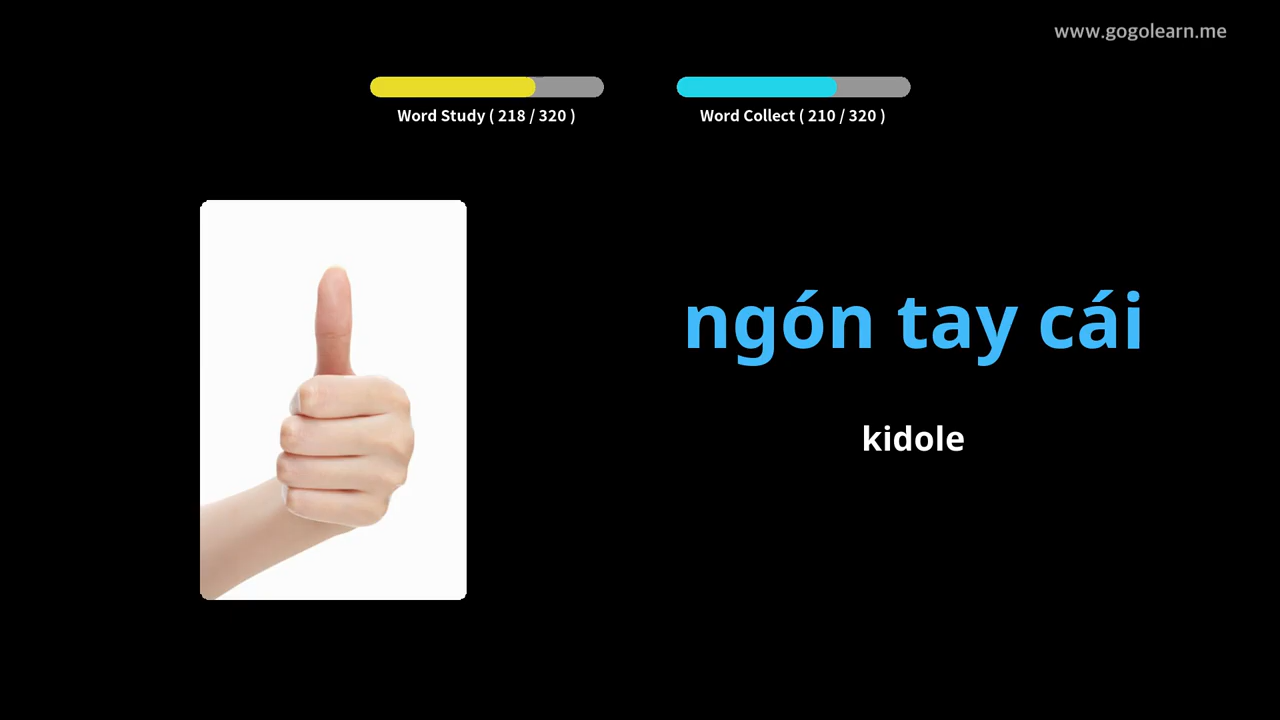 www.gogolearn.me
Word Study ( 218 / 320 )
Word Collect ( 210 / 320 )
ngón tay cái
kidole